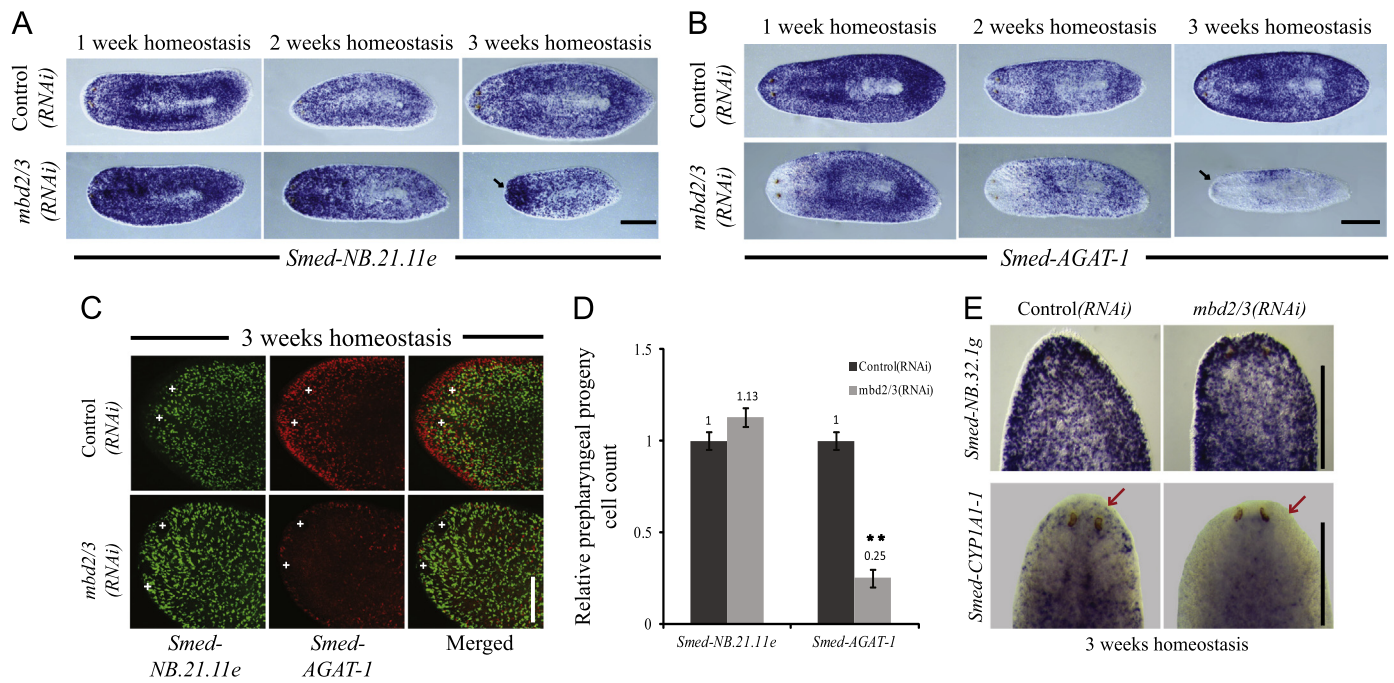 A
1 week homeostasis 2 weeks homeostasis 3 weeks homeostasis
Control
(RNAi)
mbd2/3
(RNAi)
Smed-NB.21.11e
B
1 week homeostasis 2 weeks homeostasis 3 weeks homeostasis
Control
(RNAi)
mbd2/3
(RNAi)
Smed-AGAT-1
C
3 weeks homeostasis
Control
(RNAi)
mbd2/3
(RNAi)
Smed-
NB.21.11e
Smed-
AGAT-1
Merged
D
Relative prepharyngeal progeny
cell count
1.5
1
0.5
0
Control(RNAi)
mbd2/3(RNAi)
1
1.13
1
**
0.25
Smed-NB.21.11e
Smed-AGAT-1
E
Control(RNAi) mbd2/3(RNAi)
Smed-NB.32.1g
Smed-CYP1A1-1
3 weeks homeostasis